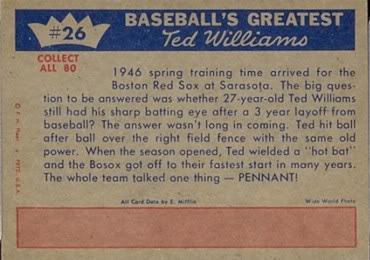 #26
BASEBALL'S GREATEST
Ted Williams
COLLECT
ALL 80
1946 spring training time arrived for the
Boston Red Sox at Sarasota. The big ques-
tion to be answered was whether 27-year-old Ted Williams
still had his sharp batting eye after a 3 year layoff from
baseball? The answer wasn't long in coming. Ted hit ball
after ball over the right field fence with the same old
power. When the season opened, Ted wielded a "hot bat"
and the Bosox got off to their fastest start in many years.
The whole team talked one thing — PENNANT!
All Card Data by E. Mifflin
Wide World Photo
U.S.A.